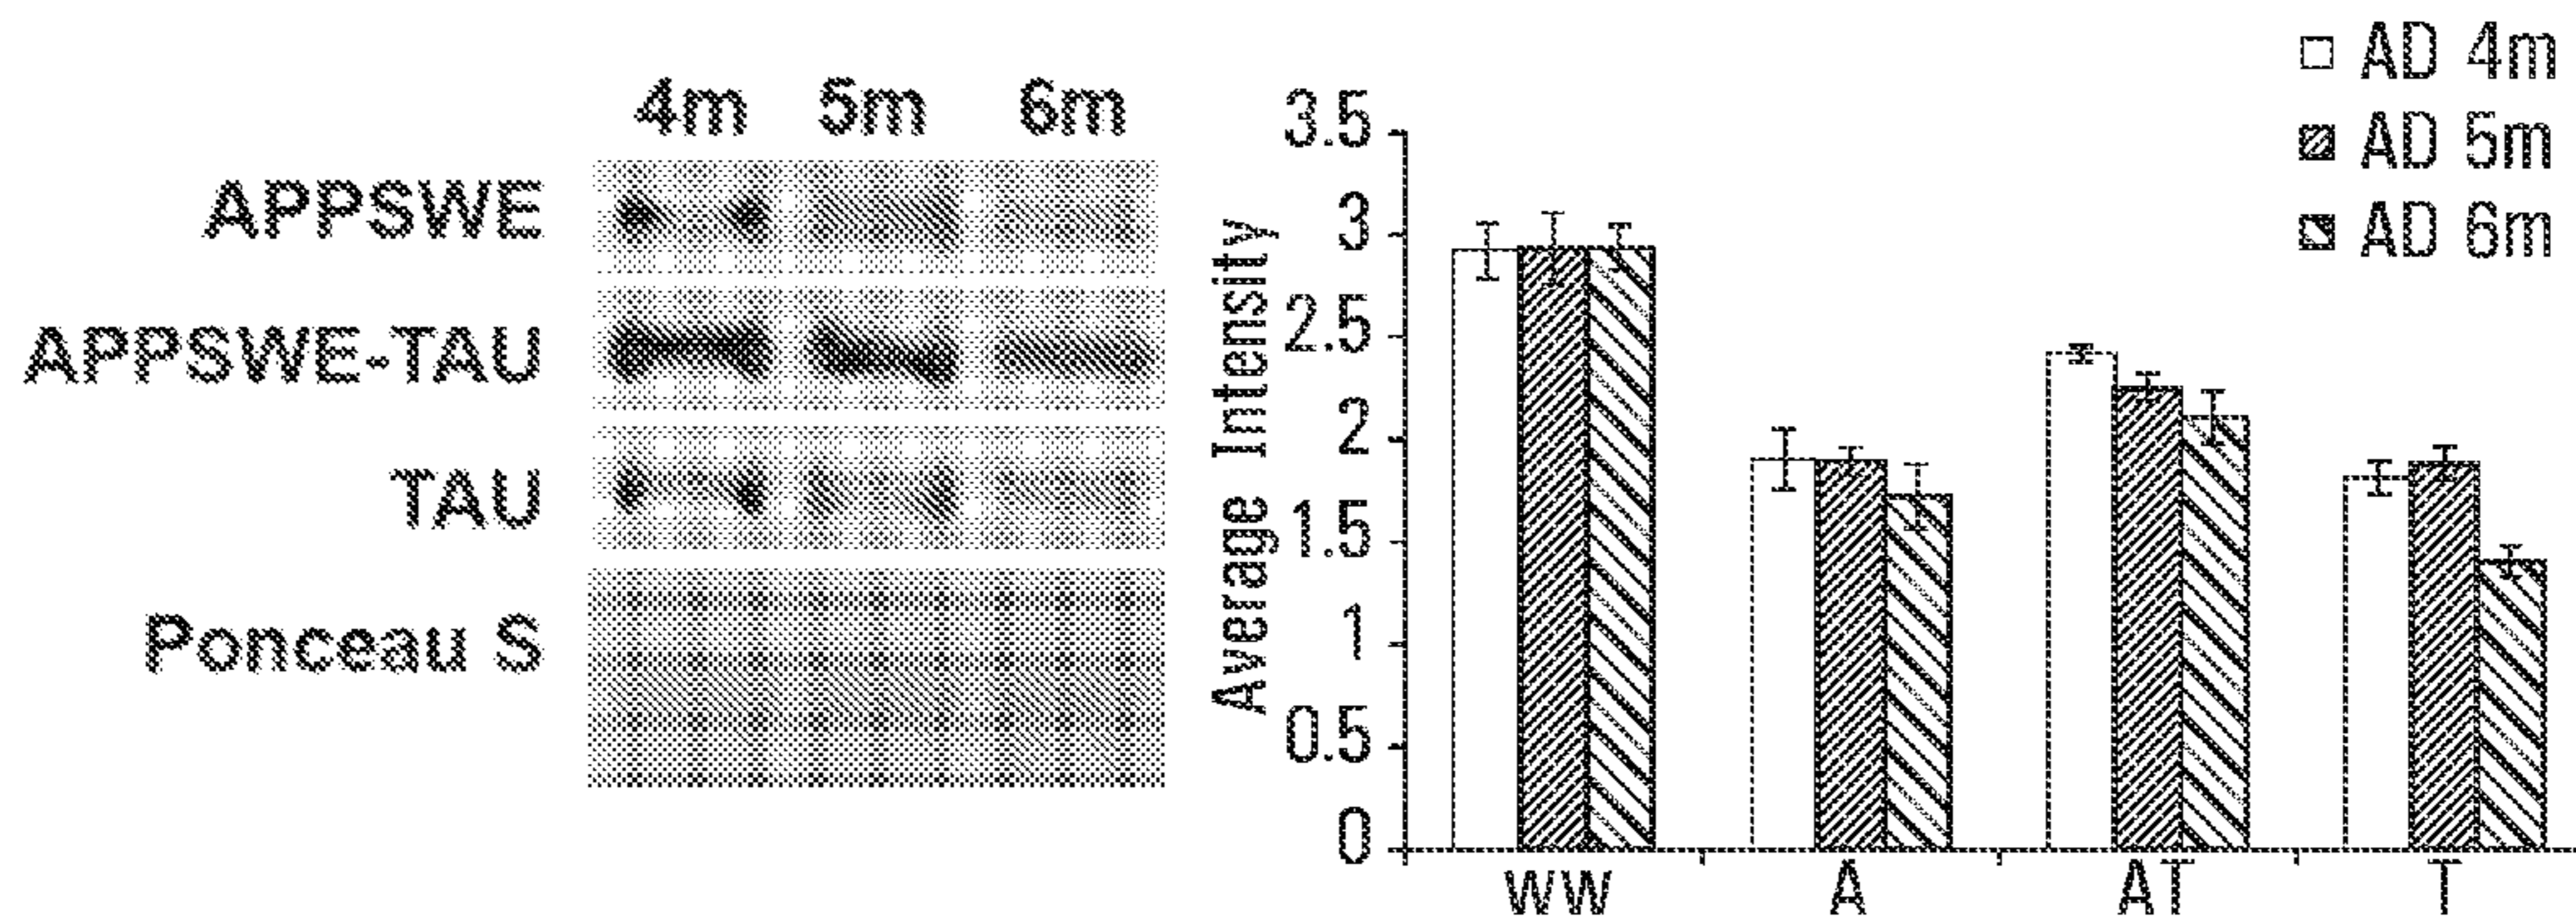 4m 5m 6m
APPSWE
APPSWE-TAU
TAU
Ponceau S
Average Intensity
3.5
3
2.5
2
1.5
1
0.5
0
WW A AT T
AD 4m
AD 5m
AD 6m